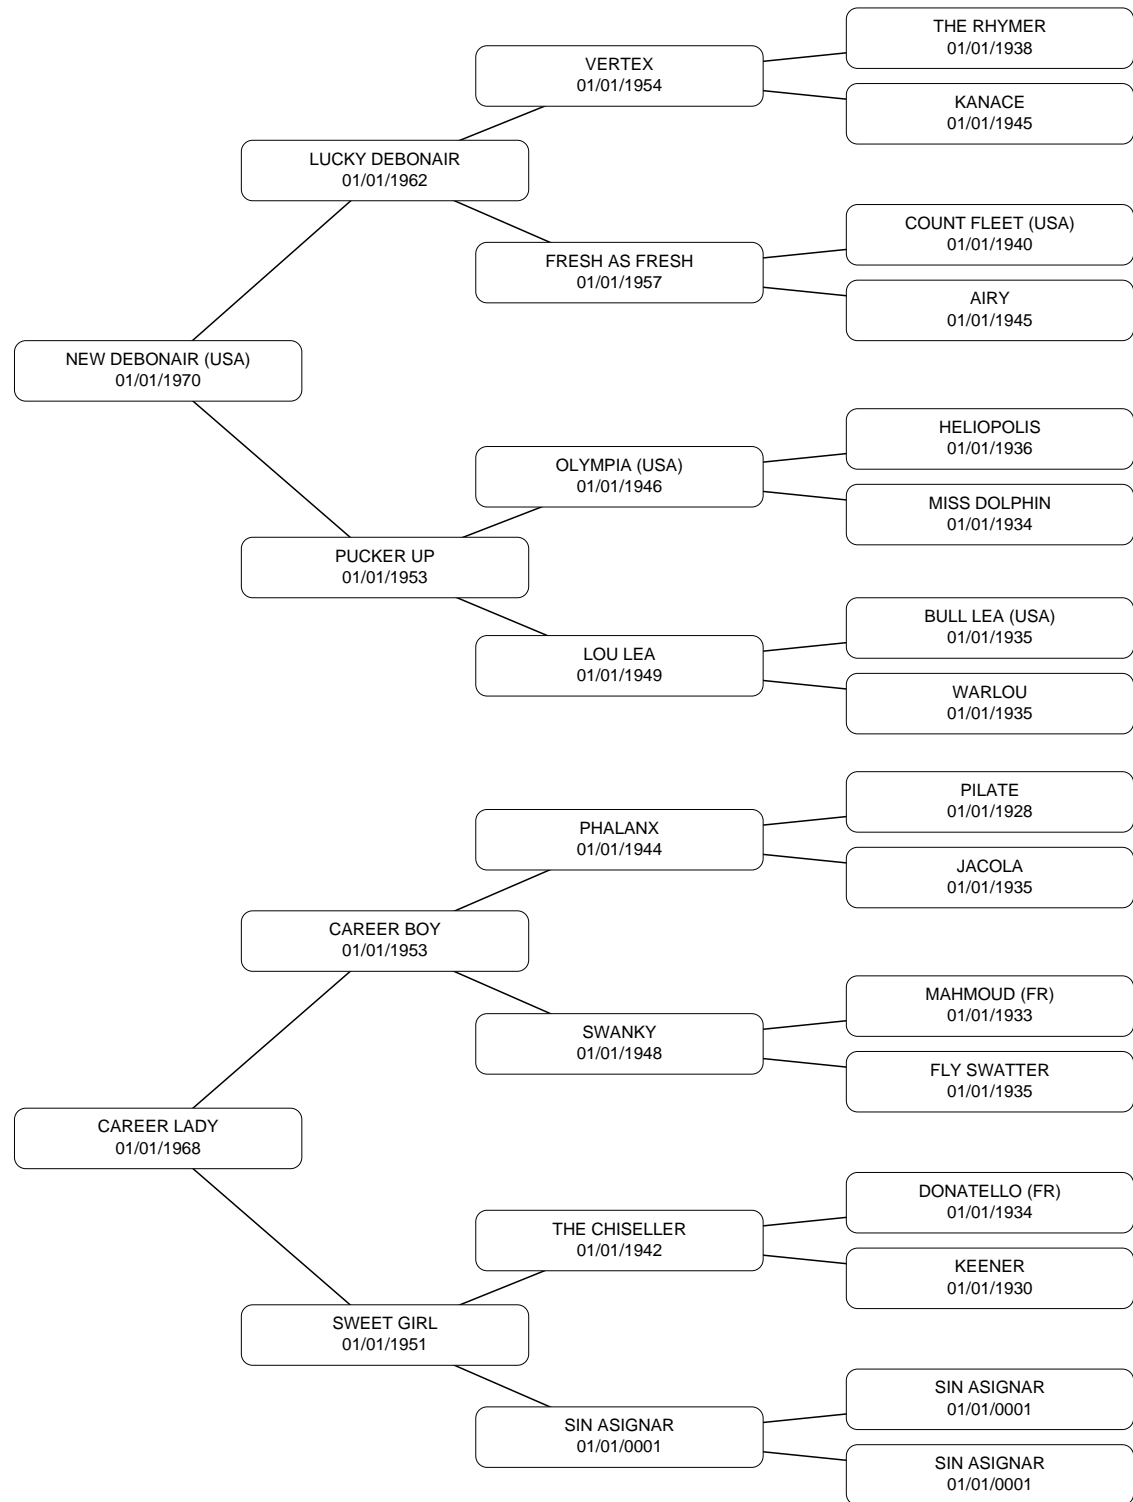 THE RHYMER
01/01/1938
VERTEX
01/01/1954
KANACE
01/01/1945
LUCKY DEBONAIR
01/01/1962
COUNT FLEET (USA)
01/01/1940
FRESH AS FRESH
01/01/1957
AIRY
01/01/1945
NEW DEBONAIR (USA)
01/01/1970
HELIOPOLIS
01/01/1936
OLYMPIA (USA)
01/01/1946
MISS DOLPHIN
01/01/1934
PUCKER UP
01/01/1953
BULL LEA (USA)
01/01/1935
LOU LEA
01/01/1949
WARLOU
01/01/1935
PILATE
01/01/1928
PHALANX
01/01/1944
JACOLA
01/01/1935
CAREER BOY
01/01/1953
MAHMOUD (FR)
01/01/1933
SWANKY
01/01/1948
FLY SWATTER
01/01/1935
CAREER LADY
01/01/1968
DONATELLO (FR)
01/01/1934
THE CHISELLER
01/01/1942
KEENER
01/01/1930
SWEET GIRL
01/01/1951
SIN ASIGNAR
01/01/0001
SIN ASIGNAR
01/01/0001
SIN ASIGNAR
01/01/0001